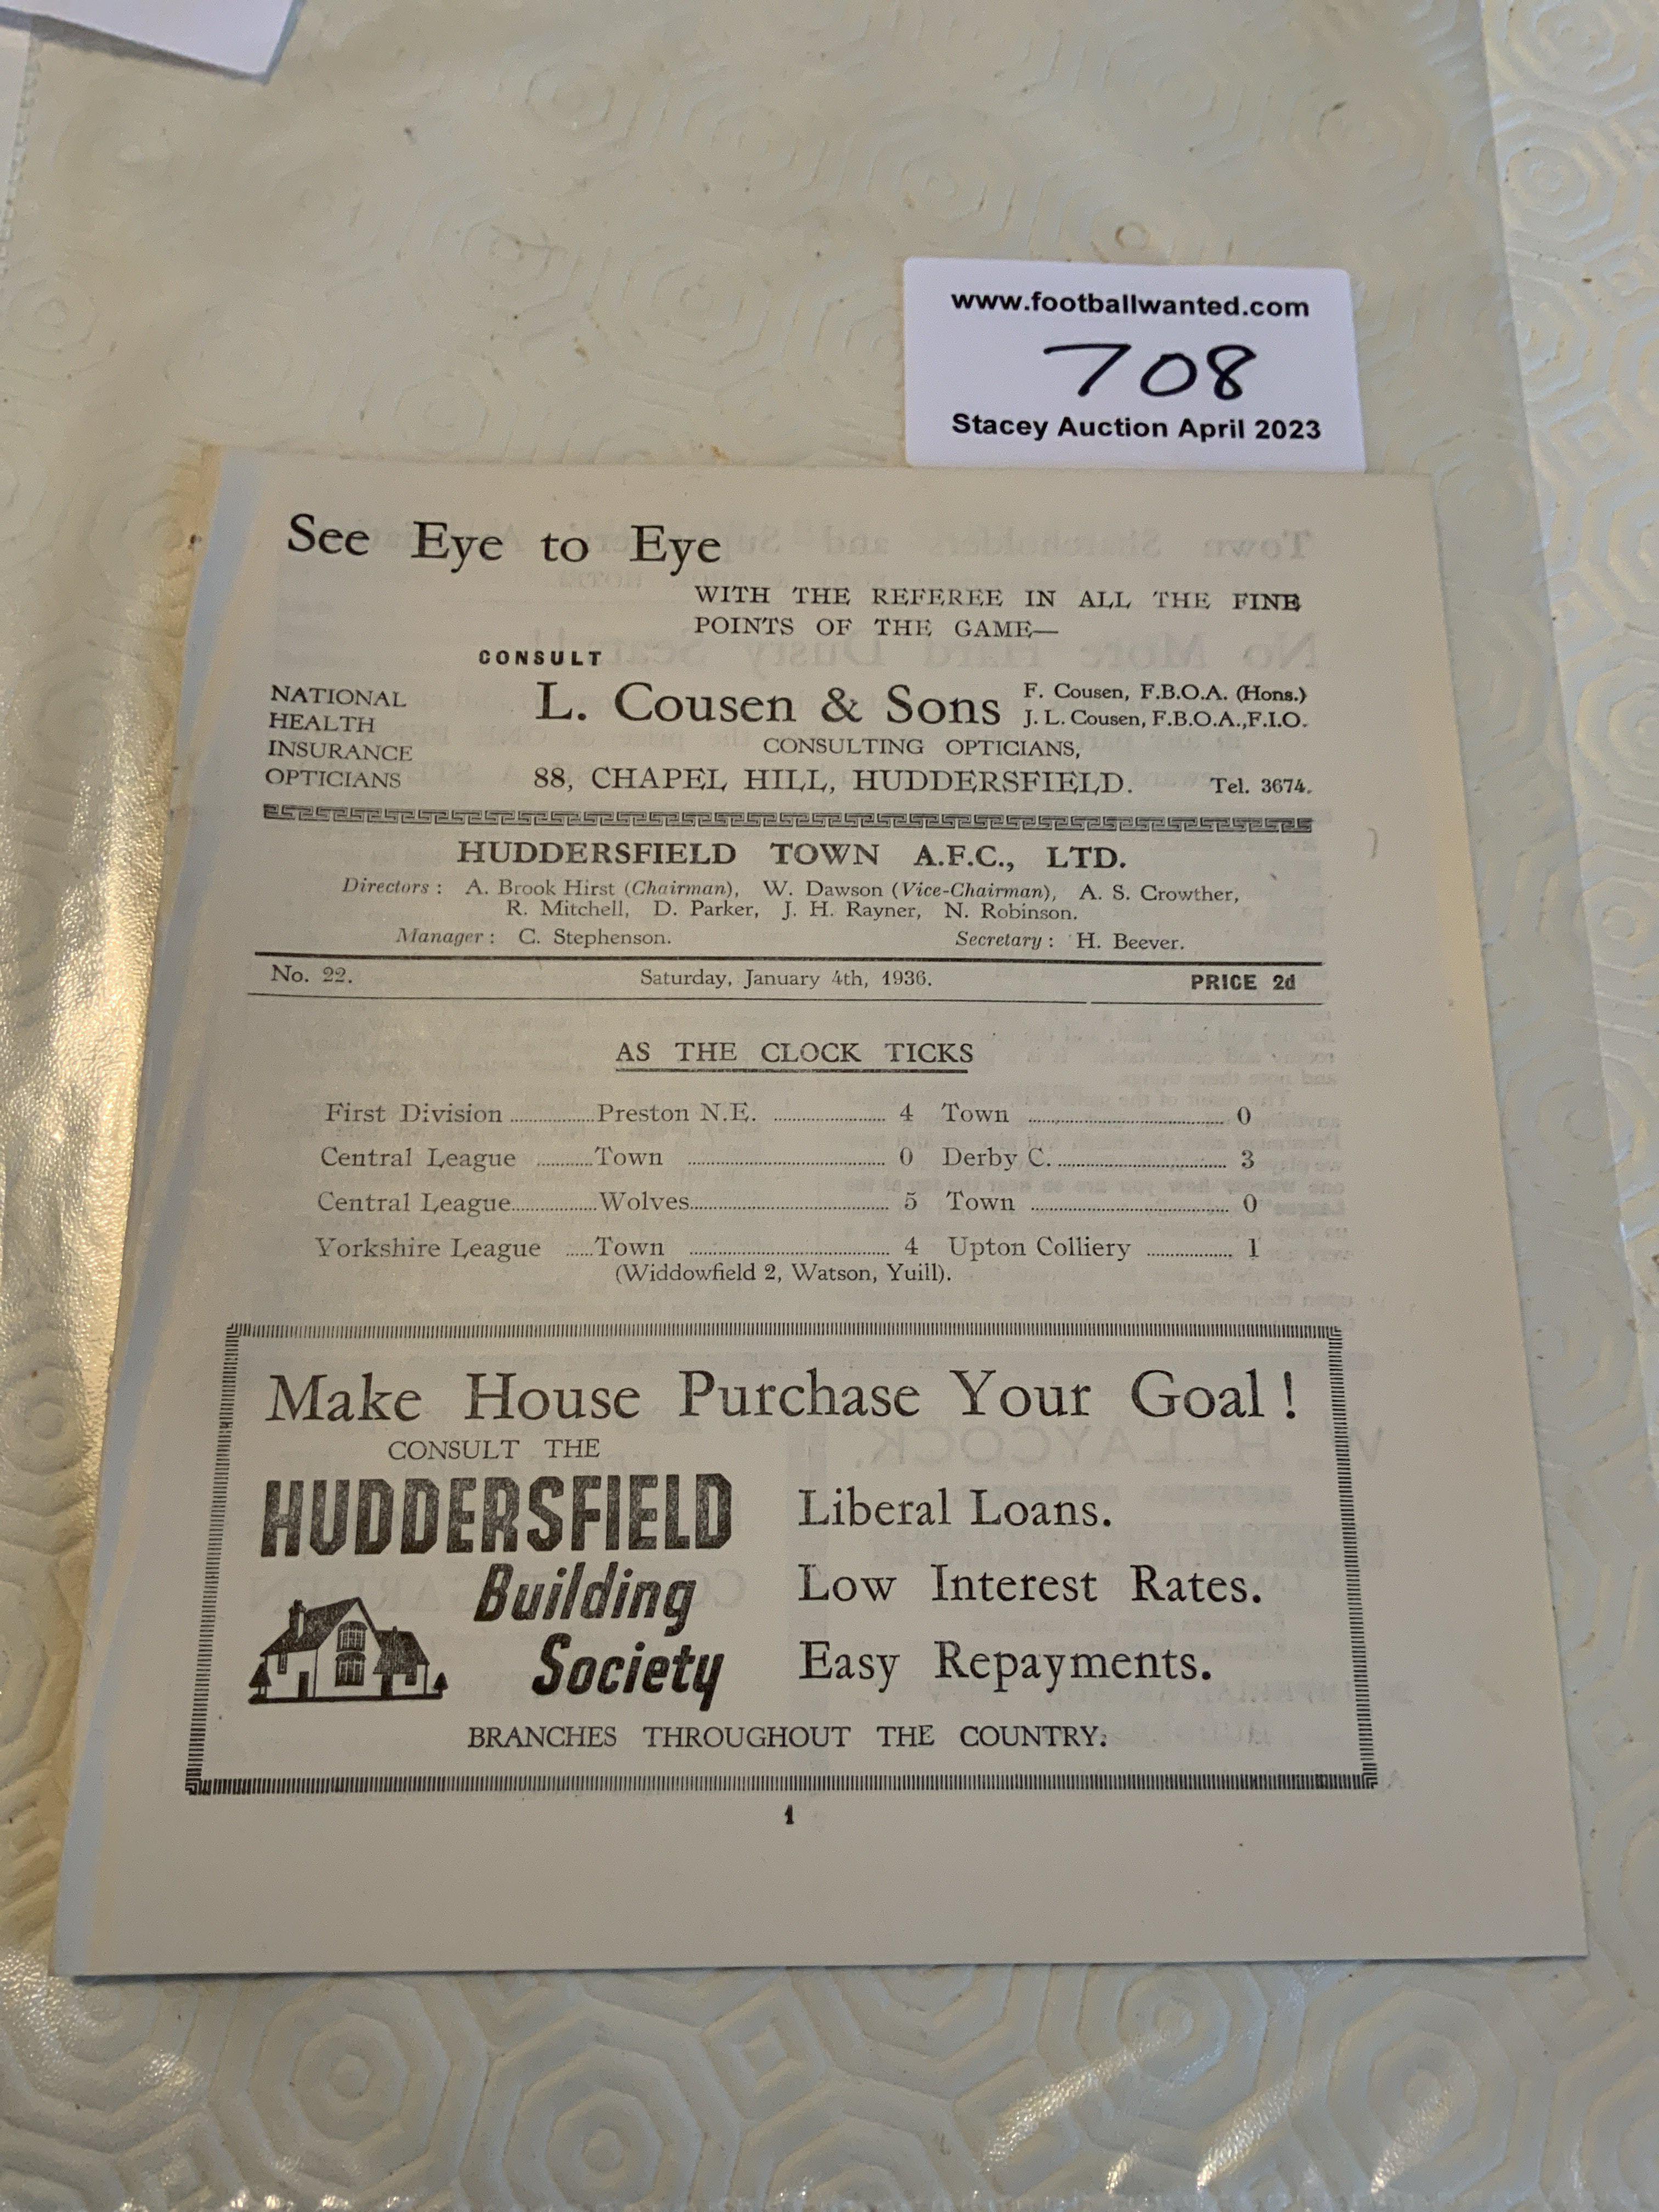 www.footballwanted.com
708
Stacey Auction April 2023
See Eye to Eye
WITH THE REFEREE IN ALL THE FINE
POINTS OF THE GAME—
CONSULT
NATIONAL
HEALTH
INSURANCE
OPTICIANS
L. Cousen & Sons
F. Cousen, F.B.O.A. (Hons.)
J. L. Cousen, F.B.O.A.,F.I.O.
CONSULTING OPTICIANS,
88, CHAPEL HILL, HUDDERSFIELD. Tel. 3674.
HUDDERSFIELD TOWN A.F.C., LTD.
Directors : A. Brook Hirst (Chairman), W. Dawson (Vice-Chairman), A. S. Crowther,
R. Mitchell, D. Parker, J. H. Rayner, N. Robinson.
Manager : C. Stephenson. Secretary : H. Beever.
No. 22. Saturday, January 4th, 1936. PRICE 2d
AS THE CLOCK TICKS
First Division ............ Preston N.E. ............ 4 Town ............ 0
Central League ............ Town ............ 0 Derby C. ............ 3
Central League ............ Wolves ............ 5 Town ............ 0
Yorkshire League ...... Town ............ 4 Upton Colliery ............ 1
(Widdowfield 2, Watson, Yuill).
Make House Purchase Your Goal !
CONSULT THE
HUDDERSFIELD
Building
Society
Liberal Loans.
Low Interest Rates.
Easy Repayments.
BRANCHES THROUGHOUT THE COUNTRY.
1